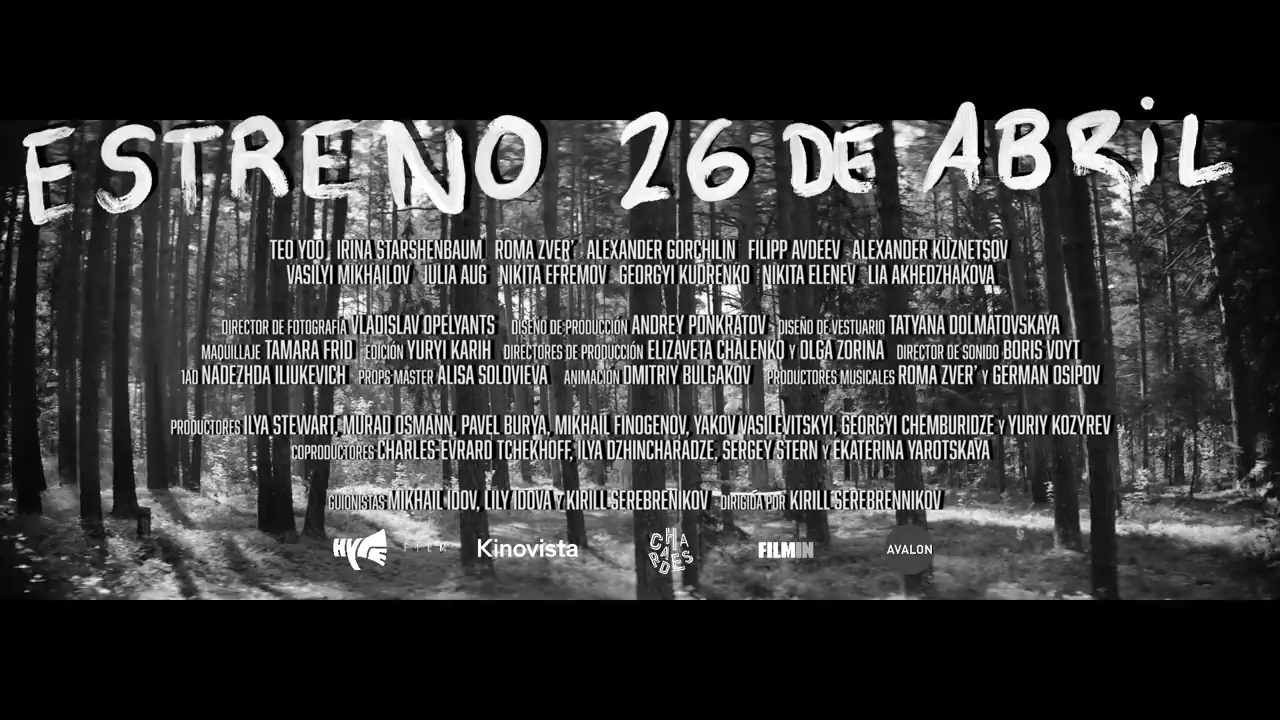 ESTRENO 26 DE ABRiL
TEO YOO IRINA STARSHENBAUM ROMA ZVER' ALEXANDER GORCHILIN FILIPP AVDEEV ALEXANDER KUZNETSOV
VASILYI MIKHAILOV JULIA AUG NIKITA EFREMOV GEORGYI KUDRENKO NIKITA ELENEV LIA AKHEDZHAKOVA
DIRECTOR DE FOTOGRAFÍA VLADISLAV OPELYANTS DISEÑO DE PRODUCCIÓN ANDREY PONKRATOV DISEÑO DE VESTUARIO TATYANA DOLMATOVSKAYA
MAQUILLAJE TAMARA FRID EDICIÓN YURYI KARIH DIRECTORES DE PRODUCCIÓN ELIZAVETA CHALENKO Y OLGA ZORINA DIRECTOR DE SONIDO BORIS VOYT
1AD NADEZHDA ILIUKEVICH PROPS MÁSTER ALISA SOLOVIEVA ANIMACIÓN DMITRIY BULGAKOV PRODUCTORES MUSICALES ROMA ZVER' Y GERMAN OSIPOV
PRODUCTORES ILYA STEWART, MURAD OSMANN, PAVEL BURYA, MIKHAIL FINOGENOV, YAKOV VASILEVITSKYI, GEORGYI CHEMBURIDZE Y YURIY KOZYREV
COPRODUCTORES CHARLES-EVRARD TCHEKHOFF, ILYA DZHINCHARADZE, SERGEY STERN Y EKATERINA YAROTSKAYA
GUIONISTAS MIKHAIL IDOV, LILY IDOVA Y KIRILL SEREBRENIKOV DIRIGIDA POR KIRILL SEREBRENNIKOV
HYPE FILM Kinovista CHARADES FILMIN AVALON